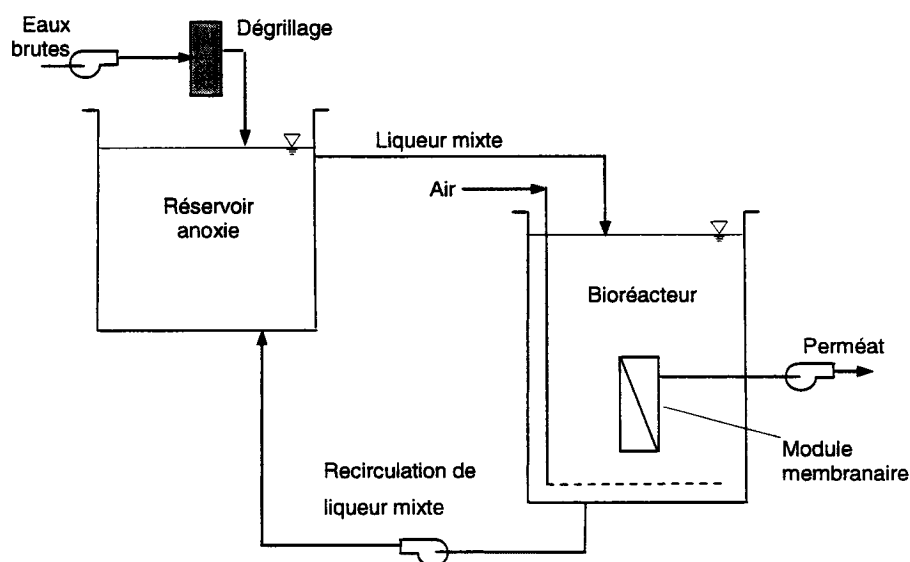 Eaux
brutes
Dégrillage
Liqueur mixte
Air
Réservoir
anoxie
Bioréacteur
Perméat
Module
membranaire
Recirculation de
liqueur mixte